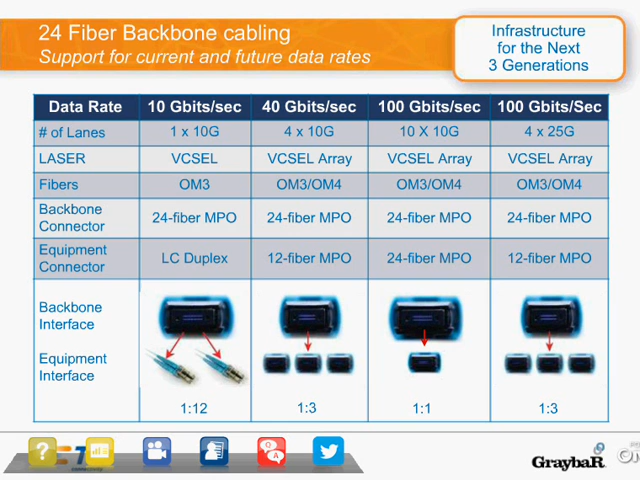 24 Fiber Backbone cabling
Support for current and future data rates
Infrastructure
for the Next
3 Generations
Data Rate 10 Gbits/sec 40 Gbits/sec 100 Gbits/sec 100 Gbits/Sec
# of Lanes 1 x 10G 4 x 10G 10 X 10G 4 x 25G
LASER VCSEL VCSEL Array VCSEL Array VCSEL Array
Fibers OM3 OM3/OM4 OM3/OM4 OM3/OM4
Backbone
Connector 24-fiber MPO 24-fiber MPO 24-fiber MPO 24-fiber MPO
Equipment
Connector LC Duplex 12-fiber MPO 24-fiber MPO 12-fiber MPO
Backbone
Interface
Equipment
Interface
1:12 1:3 1:1 1:3
? Q A
GraybaR